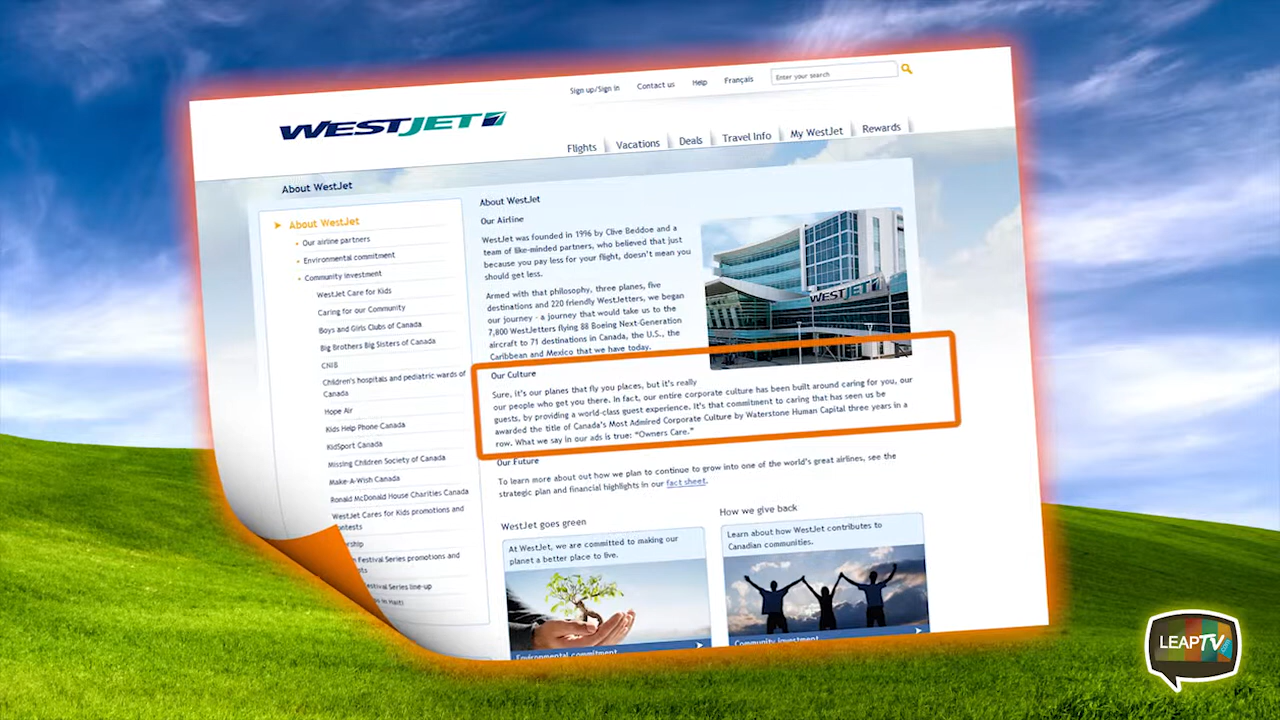 Sign up/Sign in
Contact us
Help
Français
Enter your search
WESTJET
Flights
Vacations
Deals
Travel Info
My WestJet
Rewards
About WestJet
About WestJet
Our airline partners
Environmental commitment
Community investment
WestJet Care for Kids
Caring for our Community
Boys and Girls Clubs of Canada
Big Brothers Big Sisters of Canada
CNIB
Children's hospitals and pediatric wards of
Canada
Hope Air
Kids Help Phone Canada
KidSport Canada
Missing Children Society of Canada
Make-A-Wish Canada
Ronald McDonald House Charities Canada
WestJet Cares for Kids promotions and
Festival Series promotions and
Series line-up
in Haiti
About WestJet
Our Airline
WestJet was founded in 1996 by Clive Beddoe and a
team of like-minded partners, who believed that just
because you pay less for your flight, doesn't mean you
should get less.
Armed with that philosophy, three planes, five
destinations and 220 friendly WestJetters, we began
our journey - a journey that would take us to the
7,800 WestJetters flying 88 Boeing Next-Generation
aircraft to 71 destinations in Canada, the U.S., the
Caribbean and Mexico that we have today.
WESTJET
Our Culture
Sure, it's our planes that fly you places, but it's really
our people who get you there. In fact, our entire corporate culture has been built around caring for you, our
guests, by providing a world-class guest experience. It's that commitment to caring that has seen us be
awarded the title of Canada's Most Admired Corporate Culture by Waterstone Human Capital three years in a
row. What we say in our ads is true: "Owners Care."
Our Future
To learn more about out how we plan to continue to grow into one of the world's great airlines, see the
strategic plan and financial highlights in our fact sheet.
WestJet goes green
At WestJet, we are committed to making our
planet a better place to live.
Environmental commitment
How we give back
Learn about how WestJet contributes to
Canadian communities.
Community investment
LEAPTV
.com